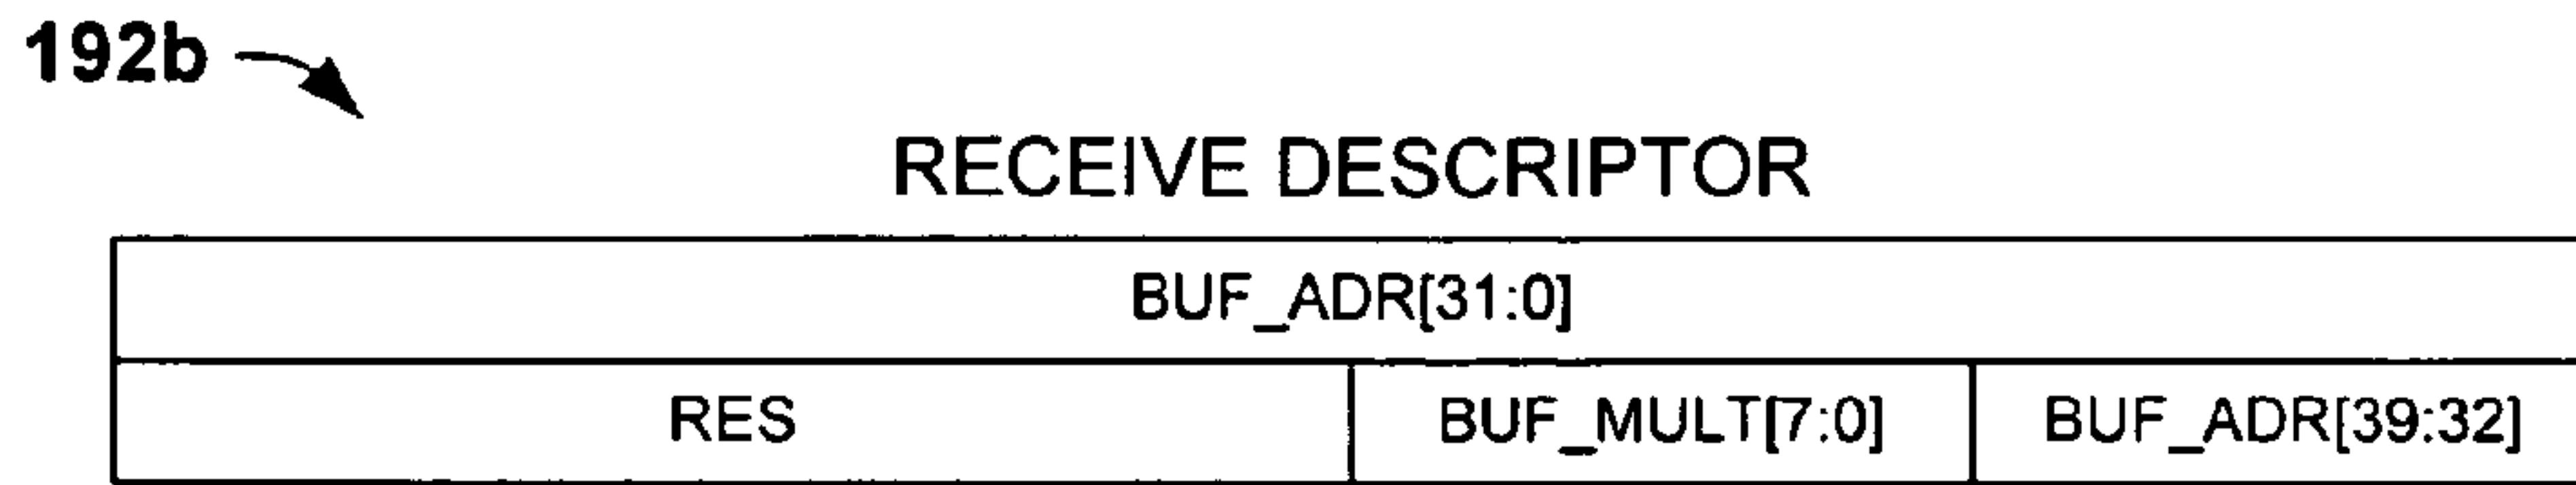 192b
RECEIVE DESCRIPTOR
BUF_ADR[31:0]
RES BUF_MULT[7:0] BUF_ADR[39:32]